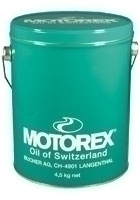 MOTOREX
Oil of Switzerland
BUCHER AG, CH-4901 LANGENTHAL
4,5 kg net